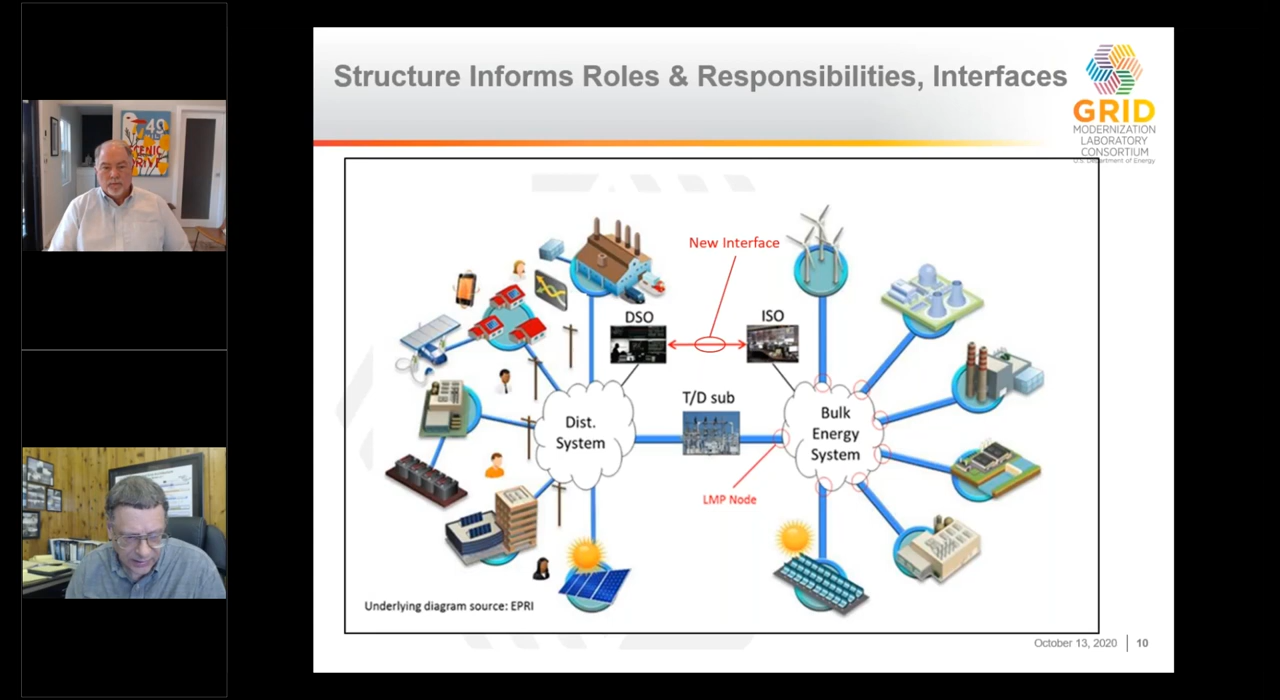 Structure Informs Roles & Responsibilities, Interfaces
GRID
MODERNIZATION
LABORATORY
CONSORTIUM
U.S. Department of Energy
New Interface
DSO
ISO
T/D sub
Dist.
System
Bulk
Energy
System
LMP Node
Underlying diagram source: EPRI
October 13, 2020
10
49